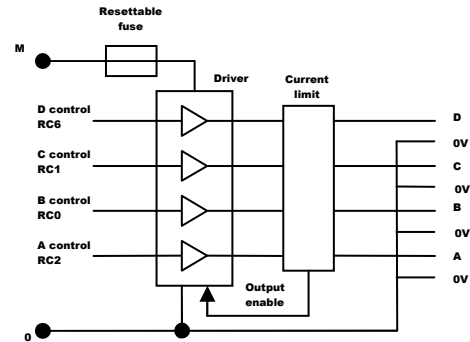 Resettable
fuse
M
Driver
Current
limit
D control
RC6
D
0V
C control
RC1
C
0V
B control
RC0
B
0V
A control
RC2
A
0V
Output
enable
0